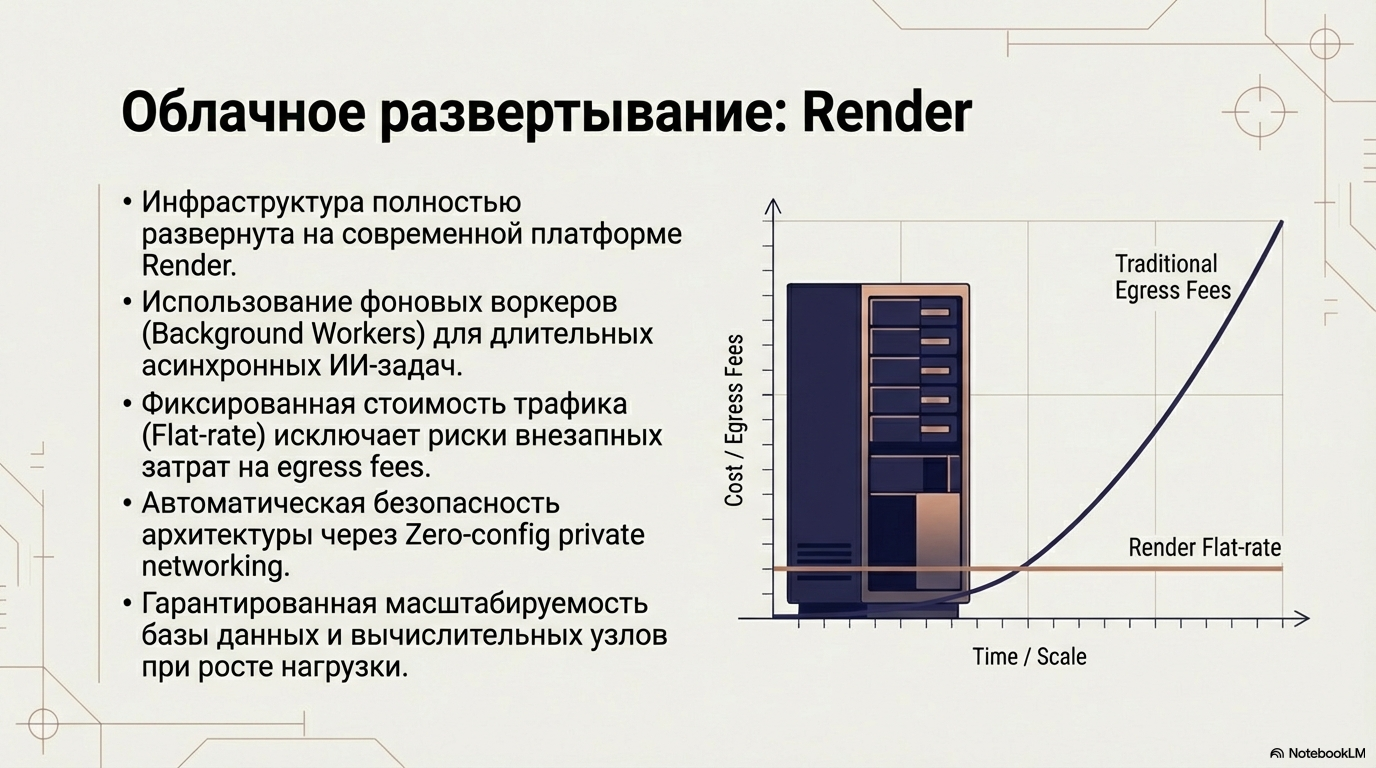 Облачное развертывание: Render
• Инфраструктура полностью
развернута на современной платформе
Render.
• Использование фоновых воркеров
(Background Workers) для длительных
асинхронных ИИ-задач.
• Фиксированная стоимость трафика
(Flat-rate) исключает риски внезапных
затрат на egress fees.
• Автоматическая безопасность
архитектуры через Zero-config private
networking.
• Гарантированная масштабируемость
базы данных и вычислительных узлов
при росте нагрузки.
Cost / Egress Fees
Traditional
Egress Fees
Render Flat-rate
Time / Scale
NotebookLM